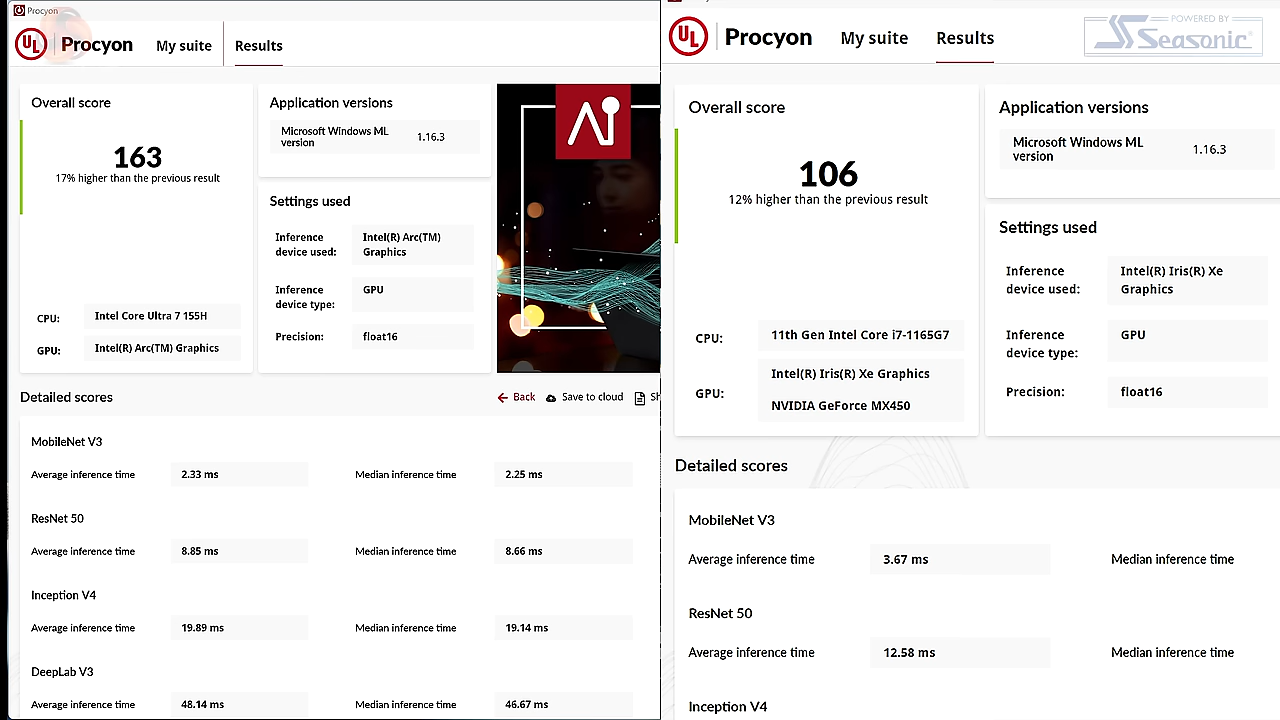 Procyon
UL Procyon My suite Results
Overall score
163
17% higher than the previous result
CPU: Intel Core Ultra 7 155H
GPU: Intel(R) Arc(TM) Graphics
Application versions
Microsoft Windows ML
version
1.16.3
Settings used
Inference
device used:
Intel(R) Arc(TM)
Graphics
Inference
device type:
GPU
Precision: float16
AI
Detailed scores
Back Save to cloud Sh
MobileNet V3
Average inference time 2.33 ms Median inference time 2.25 ms
ResNet 50
Average inference time 8.85 ms Median inference time 8.66 ms
Inception V4
Average inference time 19.89 ms Median inference time 19.14 ms
DeepLab V3
Average inference time 48.14 ms Median inference time 46.67 ms
UL Procyon My suite Results
POWERED BY
Seasonic
Overall score
106
12% higher than the previous result
CPU: 11th Gen Intel Core i7-1165G7
GPU:
Intel(R) Iris(R) Xe Graphics
NVIDIA GeForce MX450
Application versions
Microsoft Windows ML
version
1.16.3
Settings used
Inference
device used:
Intel(R) Iris(R) Xe
Graphics
Inference
device type:
GPU
Precision: float16
Detailed scores
MobileNet V3
Average inference time 3.67 ms Median inference time
ResNet 50
Average inference time 12.58 ms Median inference time
Inception V4